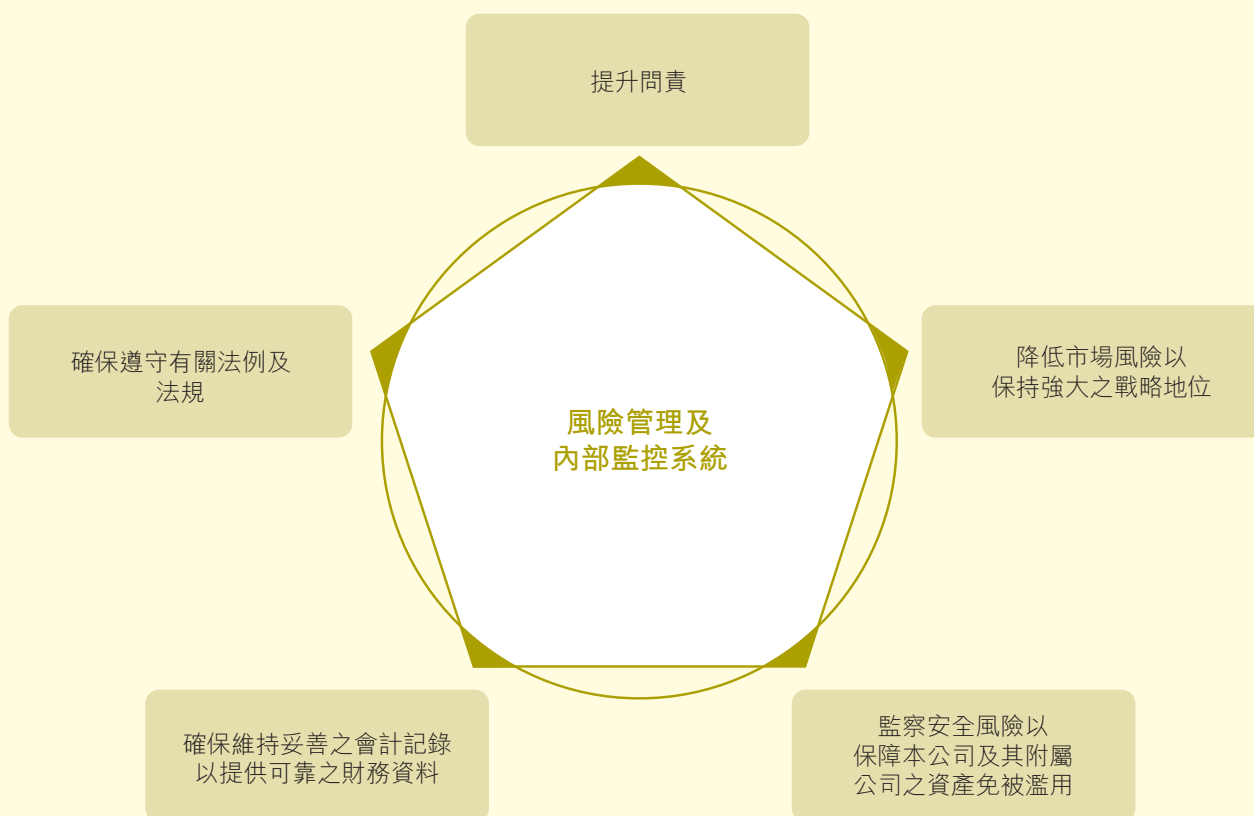 提升問責
確保遵守有關法例及
法規
降低市場風險以
保持強大之戰略地位
風險管理及
內部監控系統
確保維持妥善之會計記錄
以提供可靠之財務資料
監察安全風險以
保障本公司及其附屬
公司之資產免被濫用